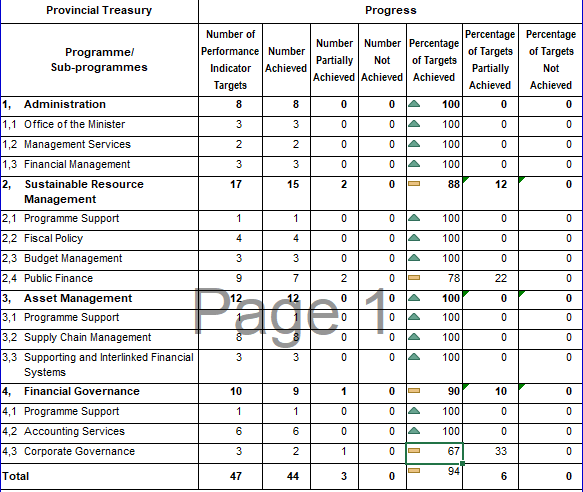 Provincial Treasury Progress
Programme/ Sub-programmes Number of Performance Indicator Targets Number Achieved Number Partially Achieved Number Not Achieved Percentage of Targets Achieved Percentage of Targets Partially Achieved Percentage of Targets Not Achieved
1, Administration 8 8 0 0 100 0 0
1,1 Office of the Minister 3 3 0 0 100 0 0
1,2 Management Services 2 2 0 0 100 0 0
1,3 Financial Management 3 3 0 0 100 0 0
2, Sustainable Resource 17 15 2 0 88 12 0
Management
2,1 Programme Support 1 1 0 0 100 0 0
2,2 Fiscal Policy 4 4 0 0 100 0 0
2,3 Budget Management 3 3 0 0 100 0 0
2,4 Public Finance 9 7 2 0 78 22 0
3, Asset Management 12 12 0 0 100 0 0
Page 1
3,1 Programme Support 1 1 0 0 100 0 0
3,2 Supply Chain Management 8 8 0 0 100 0 0
3,3 Supporting and Interlinked Financial 3 3 0 0 100 0 0
Systems
4, Financial Governance 10 9 1 0 90 10 0
4,1 Programme Support 1 1 0 0 100 0 0
4,2 Accounting Services 6 6 0 0 100 0 0
4,3 Corporate Governance 3 2 1 0 67 33 0
Total 47 44 3 0 94 6 0